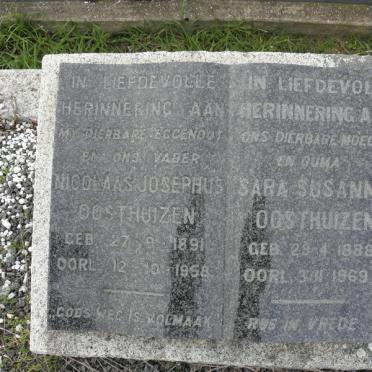 IN LIEFDEVOLLE
HERINNERING AAN
MY DIERBARE EGGENOOT
EN ONS VADER
NICOLAAS JOSEPHUS
OOSTHUIZEN
GEB. 27·9·1891
OORL. 12·10·1958
GODS WEG IS VOLMAAK
IN LIEFDEVOL
HERINNERING A
ONS DIERBARE MOE
EN OUMA
SARA SUSANN
OOSTHUIZEN
GEB. 29·4·1898
OORL. 3·11·1969
RUS IN VREDE